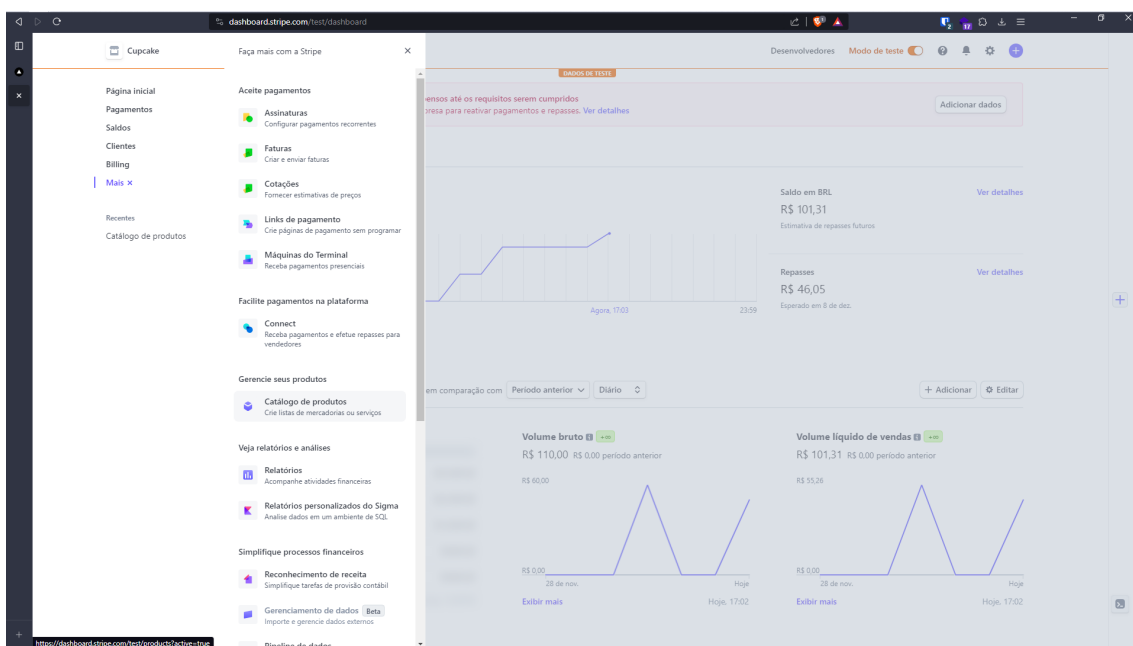 dashboard.stripe.com/test/dashboard
2
17
Cupcake
Página inicial
Pagamentos
Saldos
Clientes
Billing
Mais ×
Recentes
Catálogo de produtos
Faça mais com a Stripe
Aceite pagamentos
Assinaturas
Configurar pagamentos recorrentes
Faturas
Criar e enviar faturas
Cotações
Fornecer estimativas de preços
Links de pagamento
Crie páginas de pagamento sem programar
Máquinas do Terminal
Receba pagamentos presenciais
Facilite pagamentos na plataforma
Connect
Receba pagamentos e efetue repasses para
vendedores
Gerencie seus produtos
Catálogo de produtos
Crie listas de mercadorias ou serviços
Veja relatórios e análises
Relatórios
Acompanhe atividades financeiras
Relatórios personalizados do Sigma
Analise dados em um ambiente de SQL
Simplifique processos financeiros
Reconhecimento de receita
Simplifique tarefas de provisão contábil
Gerenciamento de dados Beta
Importe e gerencie dados externos
Pipeline de dados
Desenvolvedores Modo de teste
DADOS DE TESTE
ensos até os requisitos serem cumpridos
presa para reativar pagamentos e repasses. Ver detalhes
Adicionar dados
Agora, 17:03
23:59
Saldo em BRL Ver detalhes
R$ 101,31
Estimativa de repasses futuros
Repasses Ver detalhes
R$ 46,05
Esperado em 8 de dez.
em comparação com Período anterior Diário
+ Adicionar Editar
Volume bruto
R$ 110,00 R$ 0,00 período anterior
R$ 60,00
R$ 0,00
28 de nov. Hoje
Exibir mais Hoje, 17:02
Volume líquido de vendas
R$ 101,31 R$ 0,00 período anterior
R$ 55,26
R$ 0,00
28 de nov. Hoje
Exibir mais Hoje, 17:02
https://dashboard.stripe.com/test/products?active=true